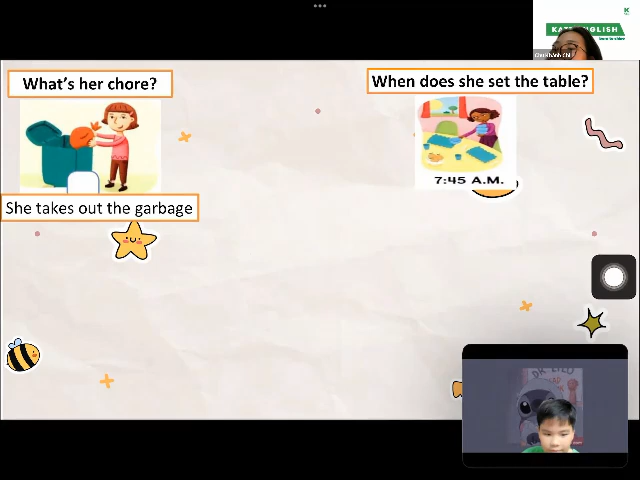 What's her chore?
She takes out the garbage
When does she set the table?
7:45 A.M.